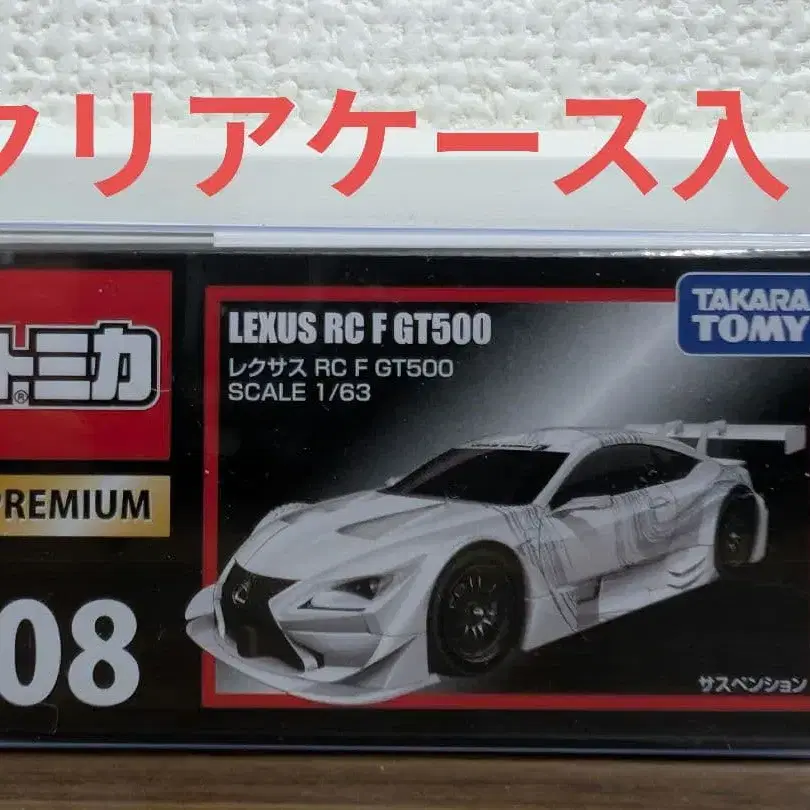 クリアケース入
LEXUS RC F GT500
レクサス RC F GT500
SCALE 1/63
TAKARA
TOMY
トミカ
®
PREMIUM
08
サスペンション